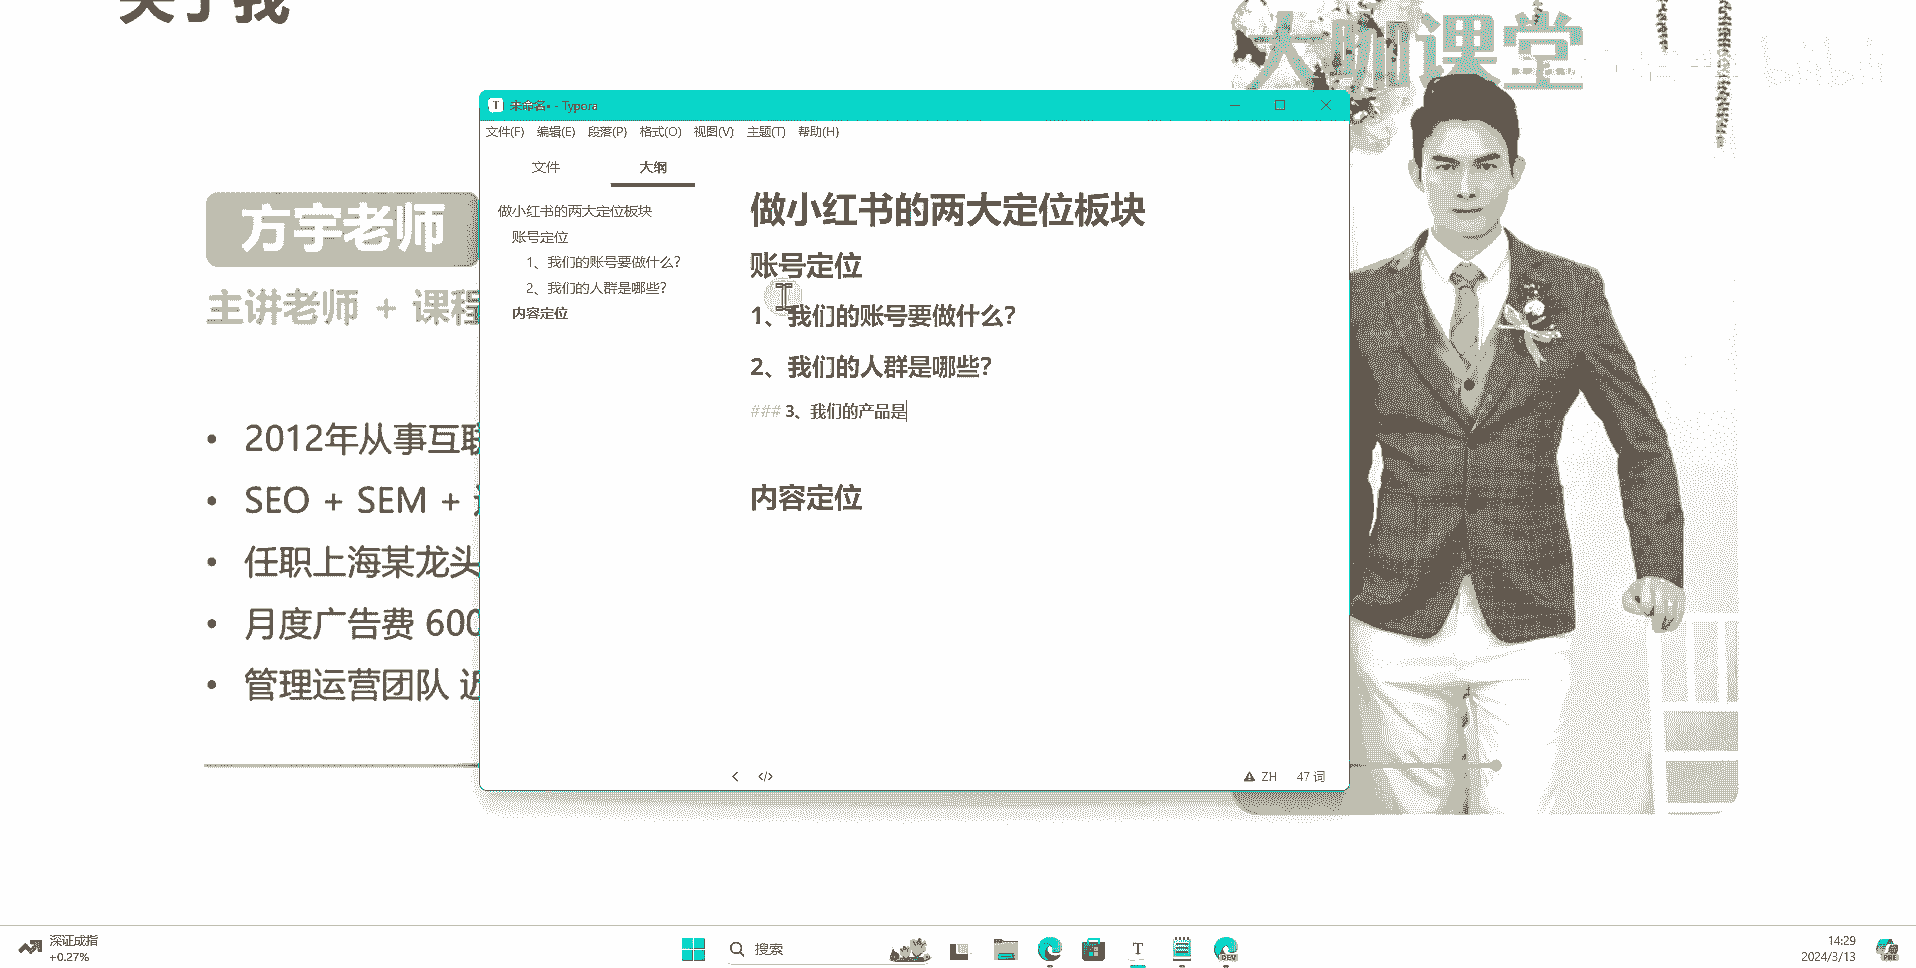 关于我
大咖课堂
bilibili
方宇老师
主讲老师 + 课程
2012年从事互联
SEO + SEM +
任职上海某龙头
月度广告费 600
管理运营团队 近
未命名• - Typora
文件(F) 编辑(E) 段落(P) 格式(O) 视图(V) 主题(T) 帮助(H)
文件 大纲
做小红书的两大定位板块
账号定位
1、我们的账号要做什么?
2、我们的人群是哪些?
内容定位
做小红书的两大定位板块
账号定位
1、我们的账号要做什么?
2、我们的人群是哪些?
### 3、我们的产品是
内容定位
</> ZH 47 词
深证成指
+0.27%
搜索
T
DEV
14:29
2024/3/13
PRE